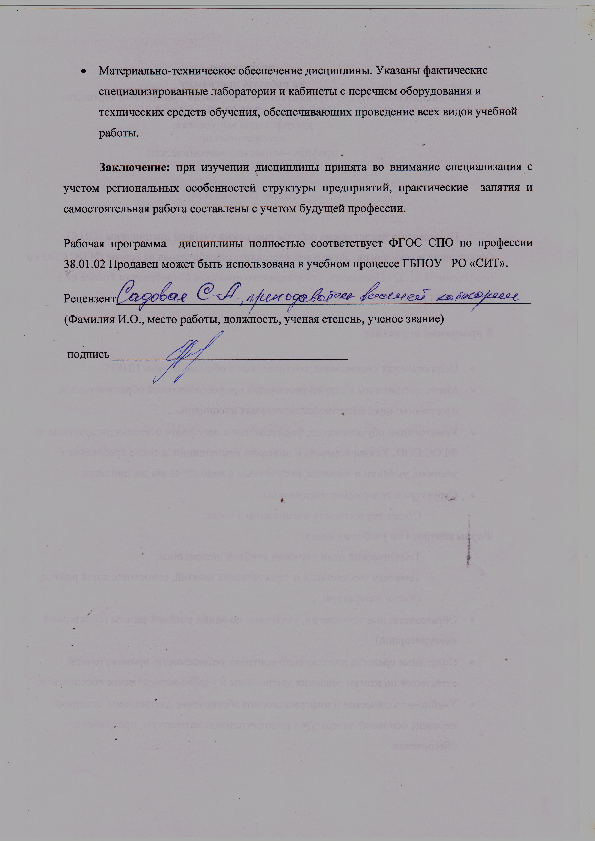 • Материально-техническое обеспечение дисциплины. Указаны фактические
специализированные лаборатории и кабинеты с перечнем оборудования и
технических средств обучения, обеспечивающих проведение всех видов учебной
работы.
Заключение: при изучении дисциплины принята во внимание специализация с
учетом региональных особенностей структуры предприятий, практические занятия и
самостоятельная работа составлены с учетом будущей профессии.
Рабочая программа дисциплины полностью соответствует ФГОС СПО по профессии
38.01.02 Продавец может быть использована в учебном процессе ГБПОУ РО «СИТ».
Рецензент Садовая С А преподаватель высшей категории
(Фамилия И.О., место работы, должность, ученая степень, ученое звание)
подпись